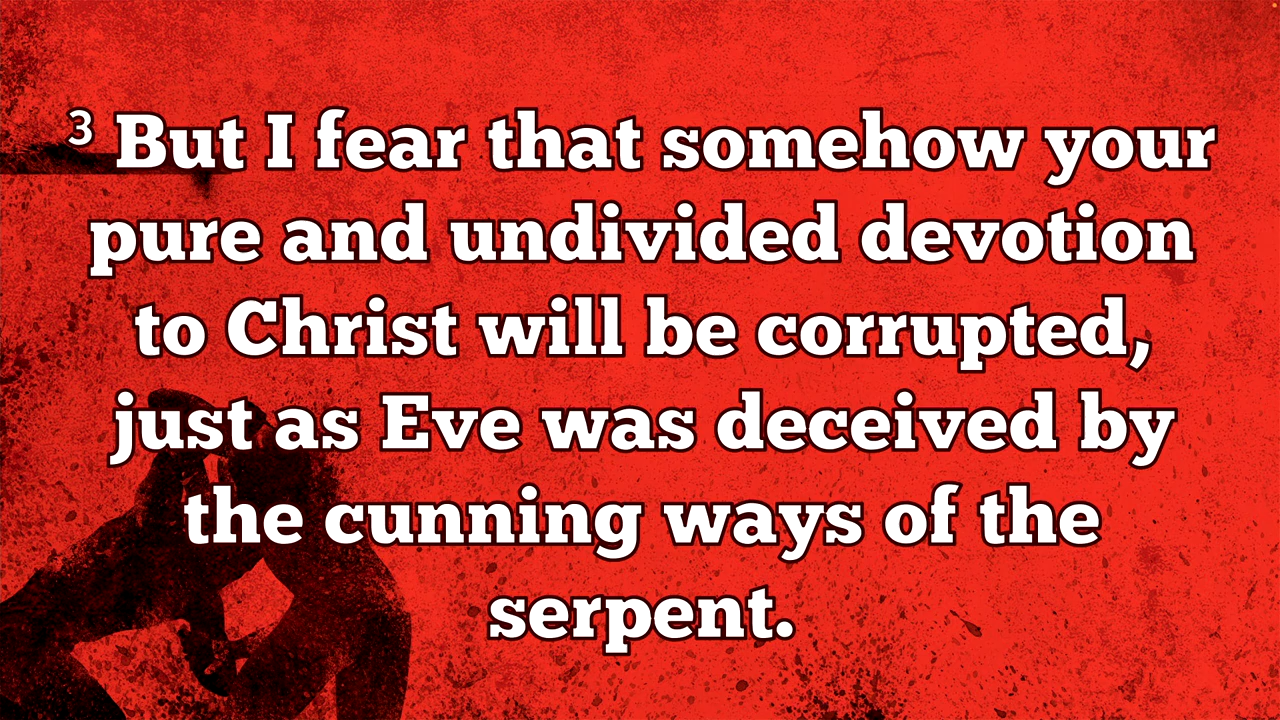 ³ But I fear that somehow your
pure and undivided devotion
to Christ will be corrupted,
just as Eve was deceived by
the cunning ways of the
serpent.